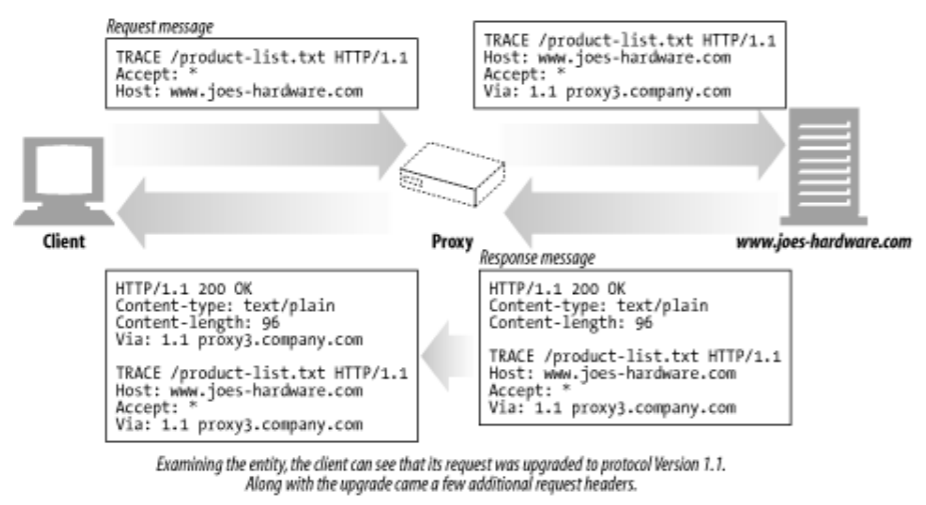 Request message
TRACE /product-list.txt HTTP/1.1
Accept: *
Host: www.joes-hardware.com
TRACE /product-list.txt HTTP/1.1
Host: www.joes-hardware.com
Accept: *
Via: 1.1 proxy3.company.com
Client
Proxy
www.joes-hardware.com
Response message
HTTP/1.1 200 OK
Content-type: text/plain
Content-length: 96
Via: 1.1 proxy3.company.com
TRACE /product-list.txt HTTP/1.1
Host: www.joes-hardware.com
Accept: *
Via: 1.1 proxy3.company.com
HTTP/1.1 200 OK
Content-type: text/plain
Content-length: 96
TRACE /product-list.txt HTTP/1.1
Host: www.joes-hardware.com
Accept: *
Via: 1.1 proxy3.company.com
Examining the entity, the client can see that its request was upgraded to protocol Version 1.1.
Along with the upgrade came a few additional request headers.